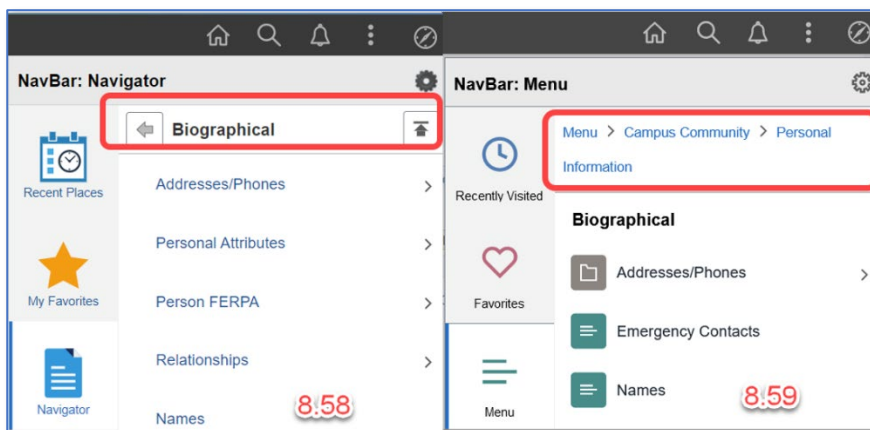 NavBar: Navigator
Biographical
Recent Places
Addresses/Phones
Personal Attributes
My Favorites
Person FERPA
Relationships
Navigator
Names
8.58
NavBar: Menu
Menu > Campus Community > Personal
Information
Recently Visited
Biographical
Addresses/Phones
Favorites
Emergency Contacts
Names
Menu
8.59